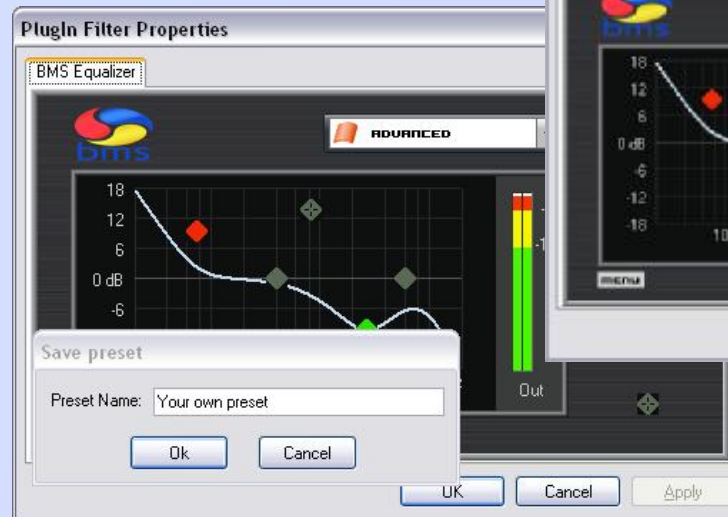 PlugIn Filter Properties
BMS Equalizer
bms
ADVANCED
18
12
6
0 dB
-6
Out
Save preset
Preset Name: Your own preset
Ok
Cancel
OK
Cancel
Apply
bms
18
12
6
0 dB
-6
-12
-18
menu